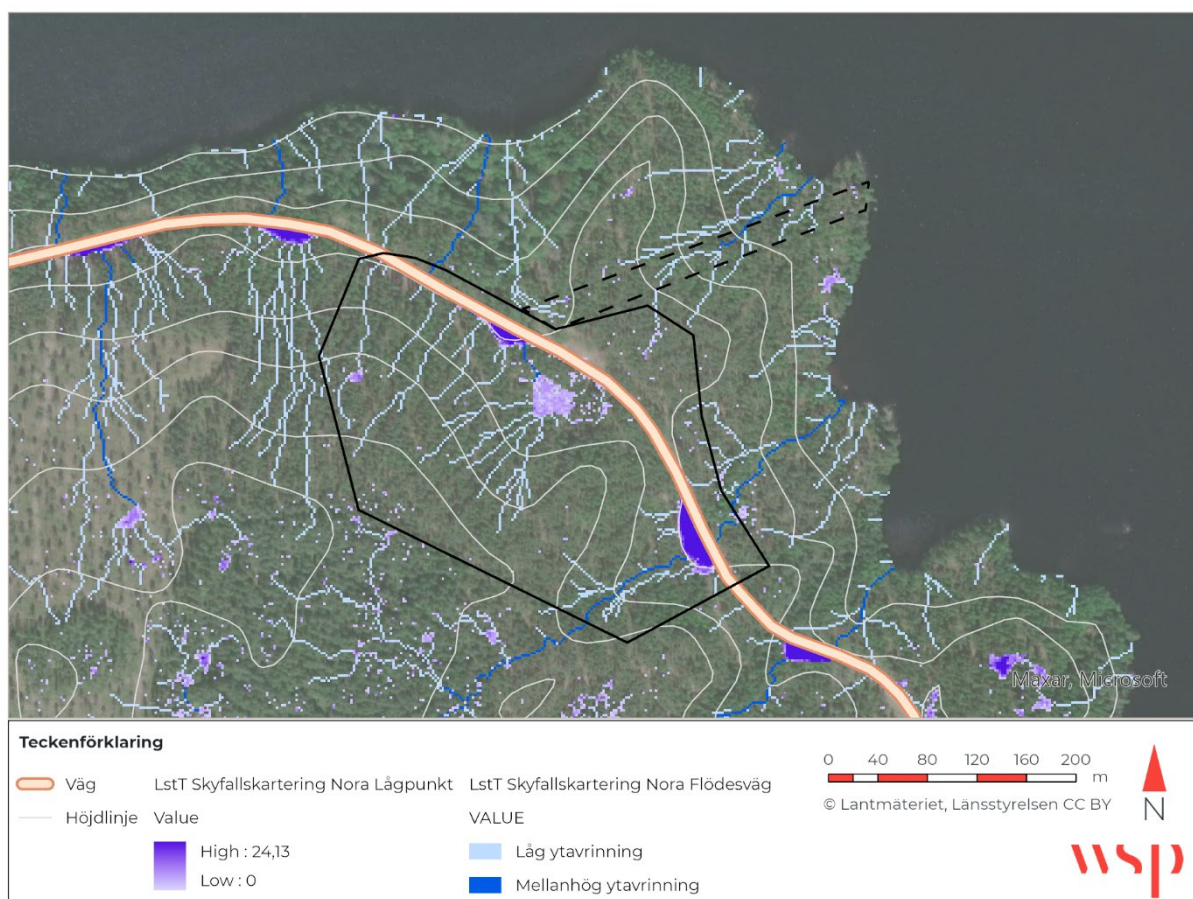 Maxar, Microsoft
Teckenförklaring
Väg
Höjdlinje
LstT Skyfallskartering Nora Lågpunkt
Value
High : 24,13
Low : 0
LstT Skyfallskartering Nora Flödesväg
VALUE
Låg ytavrinning
Mellanhög ytavrinning
0 40 80 120 160 200
m
© Lantmäteriet, Länsstyrelsen CC BY
N
wsp